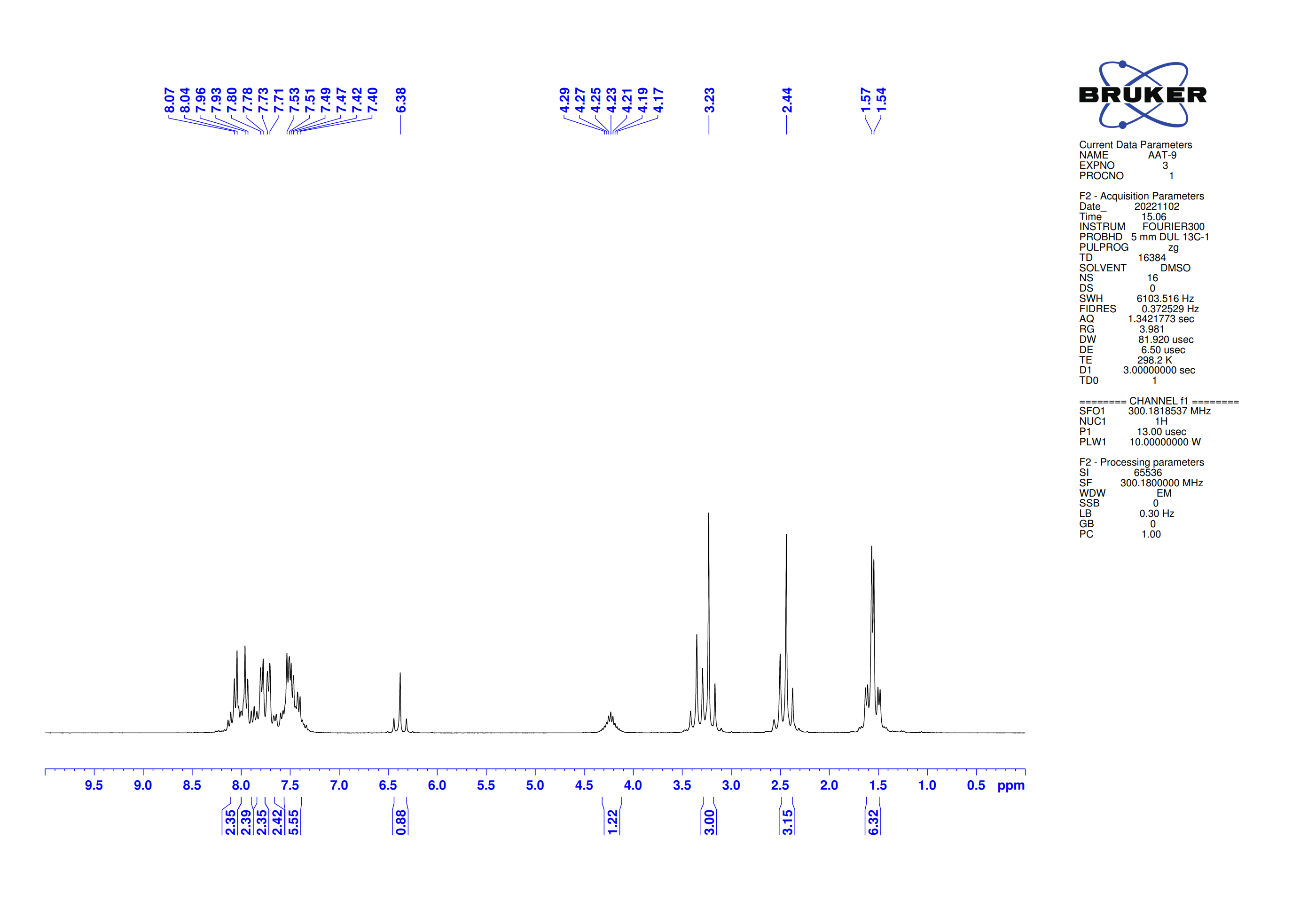 8.07
8.04
7.96
7.93
7.80
7.78
7.73
7.71
7.53
7.51
7.49
7.47
7.42
7.40
6.38
4.29
4.27
4.25
4.23
4.21
4.19
4.17
3.23
2.44
1.57
1.54
BRUKER
Current Data Parameters
NAME AAT-9
EXPNO 3
PROCNO 1
F2 - Acquisition Parameters
Date_ 20221102
Time 15.06
INSTRUM FOURIER300
PROBHD 5 mm DUL 13C-1
PULPROG zg
TD 16384
SOLVENT DMSO
NS 16
DS 0
SWH 6103.516 Hz
FIDRES 0.372529 Hz
AQ 1.3421773 sec
RG 3.981
DW 81.920 usec
DE 6.50 usec
TE 298.2 K
D1 3.00000000 sec
TD0 1
======== CHANNEL f1 ========
SFO1 300.1818537 MHz
NUC1 1H
P1 13.00 usec
PLW1 10.00000000 W
F2 - Processing parameters
SI 65536
SF 300.1800000 MHz
WDW EM
SSB 0
LB 0.30 Hz
GB 0
PC 1.00
9.5 9.0 8.5 8.0 7.5 7.0 6.5 6.0 5.5 5.0 4.5 4.0 3.5 3.0 2.5 2.0 1.5 1.0 0.5 ppm
2.35
2.39
2.35
2.42
5.55
0.88
1.22
3.00
3.15
6.32